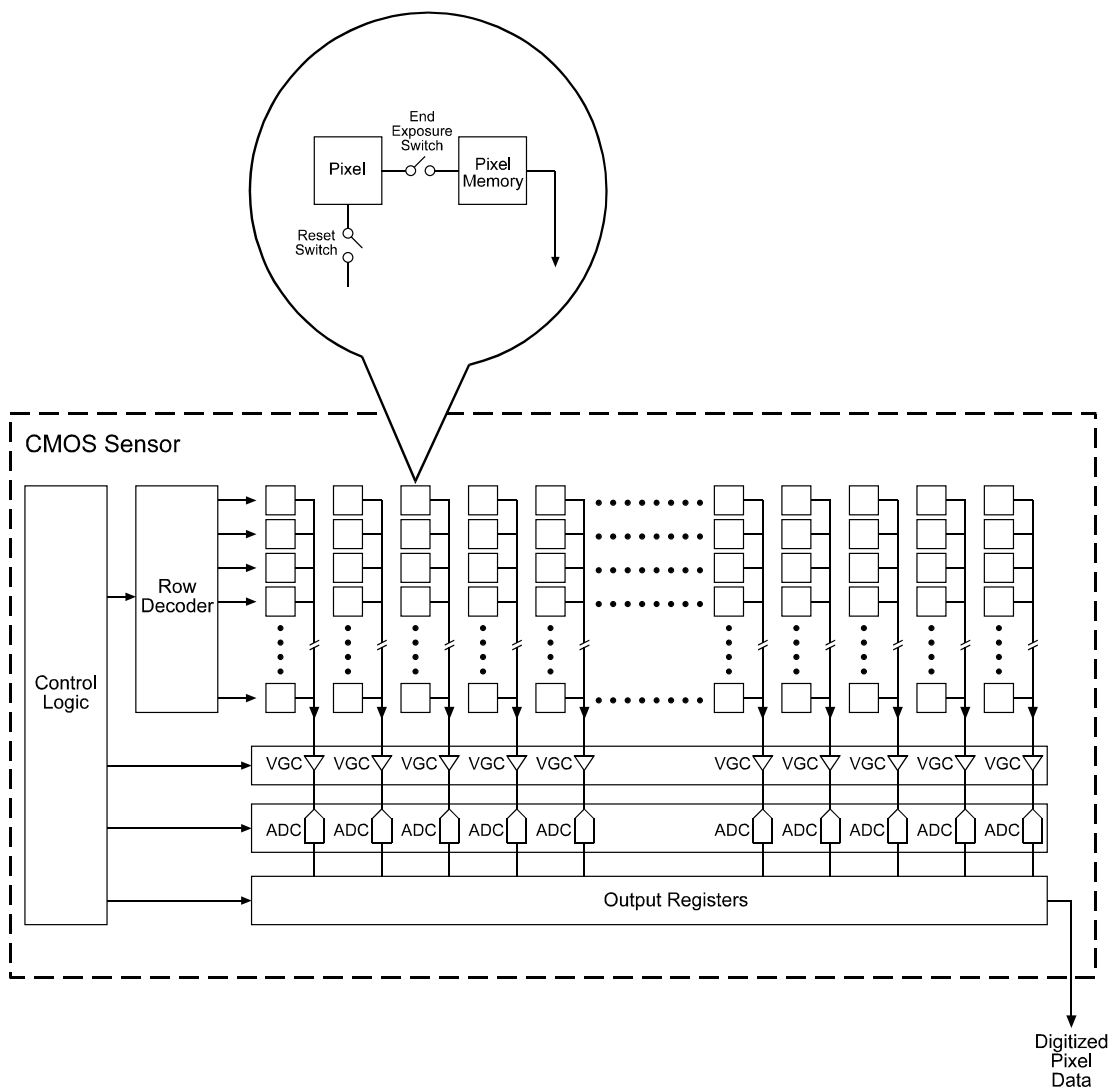 End
Exposure
Switch
Pixel
Pixel
Memory
Reset
Switch
CMOS Sensor
Row
Decoder
Control
Logic
VGC VGC VGC VGC VGC VGC VGC VGC VGC VGC
ADC ADC ADC ADC ADC ADC ADC ADC ADC ADC
Output Registers
Digitized
Pixel
Data